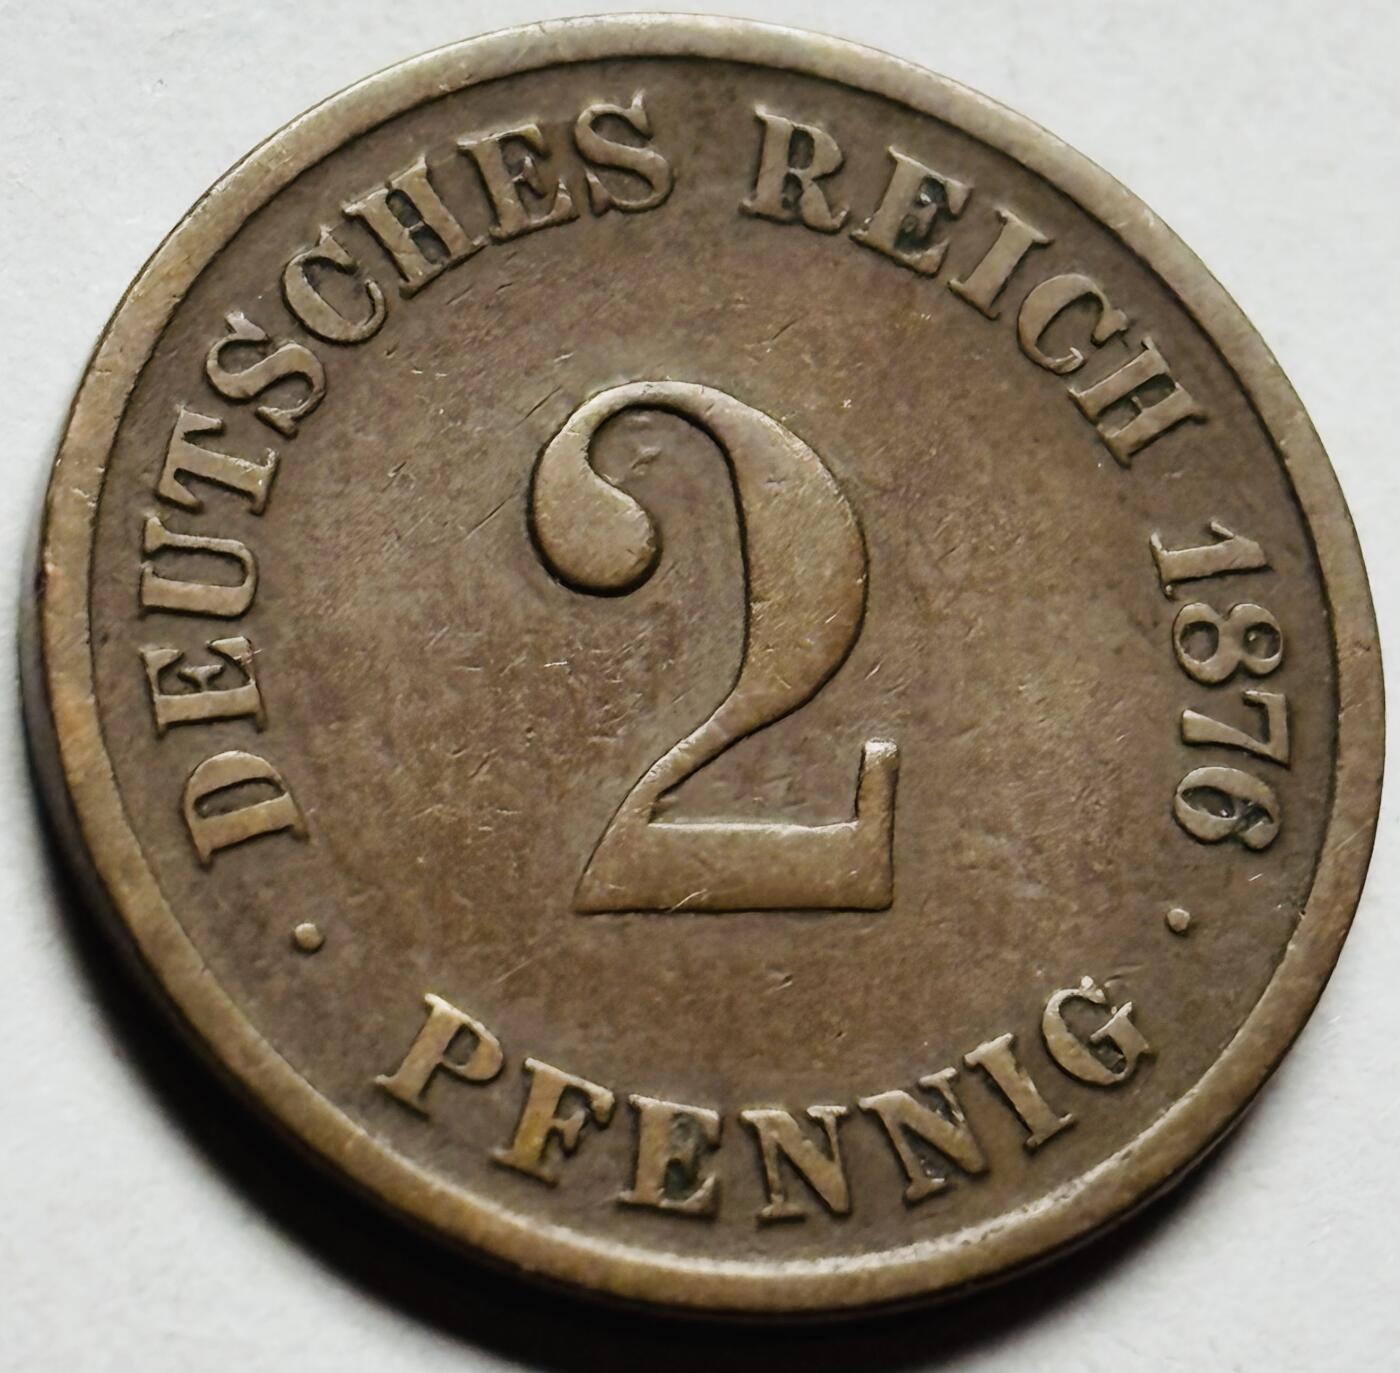 DEUTSCHES REICH 1876
2
· PFENNIG ·